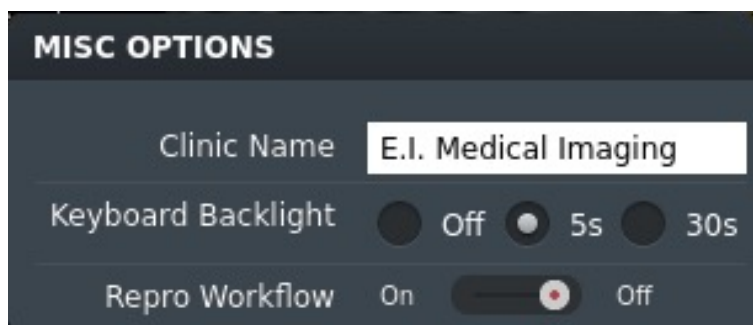 MISC OPTIONS
Clinic Name E.I. Medical Imaging
Keyboard Backlight Off 5s 30s
Repro Workflow On Off